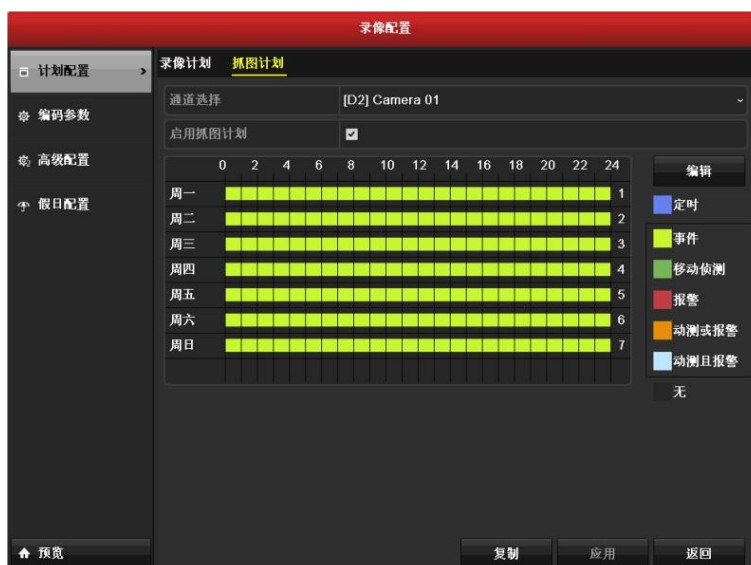 录像配置
计划配置
编码参数
高级配置
假日配置
预览
录像计划 抓图计划
通道选择 [D2] Camera 01
启用抓图计划
0 2 4 6 8 10 12 14 16 18 20 22 24
周一 1
周二 2
周三 3
周四 4
周五 5
周六 6
周日 7
编辑
定时
事件
移动侦测
报警
动测或报警
动测且报警
无
复制 应用 返回